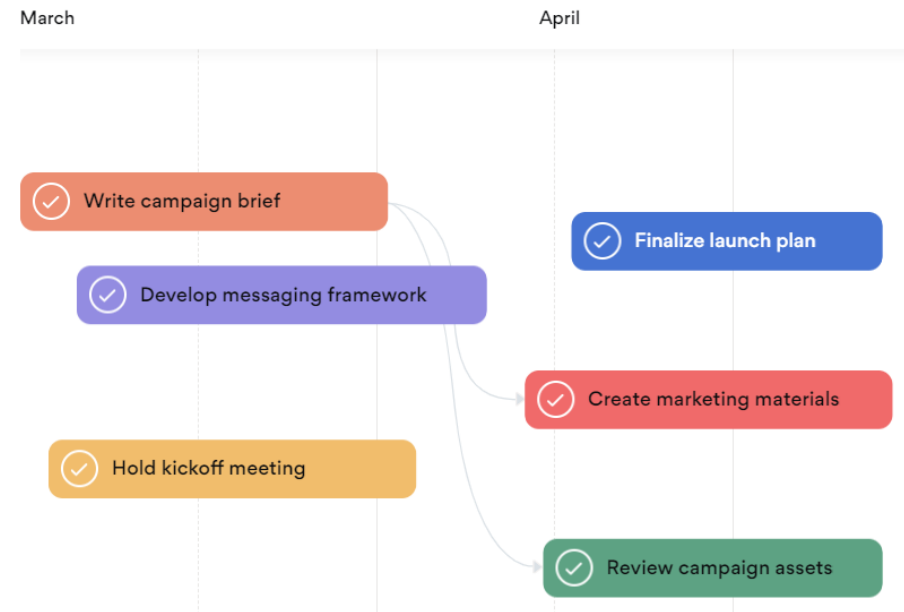 March
April
Write campaign brief
Finalize launch plan
Develop messaging framework
Create marketing materials
Hold kickoff meeting
Review campaign assets